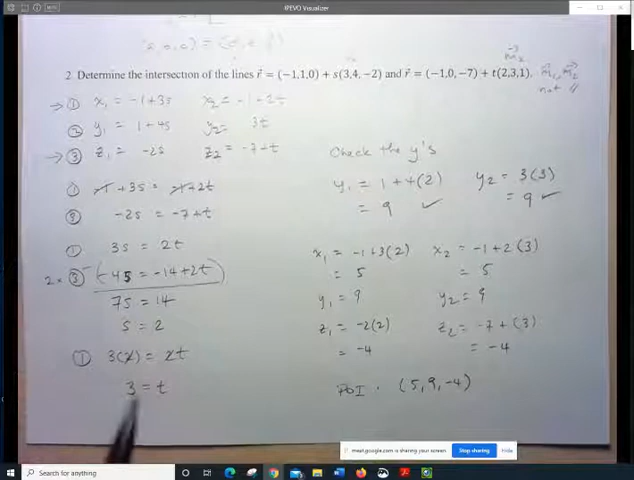 IPEVO Visualizer
2. Determine the intersection of the lines r⃗ = (−1,1,0) + s(3,4,−2) and r⃗ = (−1,0,−7) + t(2,3,1).
m⃗₂
m⃗₁, m⃗₂
not //
→ ① x₁ = −1+3s x₂ = −1+2t
② y₁ = 1+4s y₂ = 3t
→ ③ z₁ = −2s z₂ = −7+t
① −1+3s = −1+2t
③ −2s = −7+t
① 3s = 2t
2×③ −(−4s = −14+2t)
7s = 14
s = 2
① 3(2) = 2t
3 = t
Check the y's
y₁ = 1+4(2) y₂ = 3(3)
= 9 ✓ = 9 ✓
x₁ = −1+3(2) x₂ = −1+2(3)
= 5 = 5
y₁ = 9 y₂ = 9
z₁ = −2(2) z₂ = −7+(3)
= −4 = −4
POI · (5,9,−4)
meet.google.com is sharing your screen. Stop sharing Hide
Search for anything